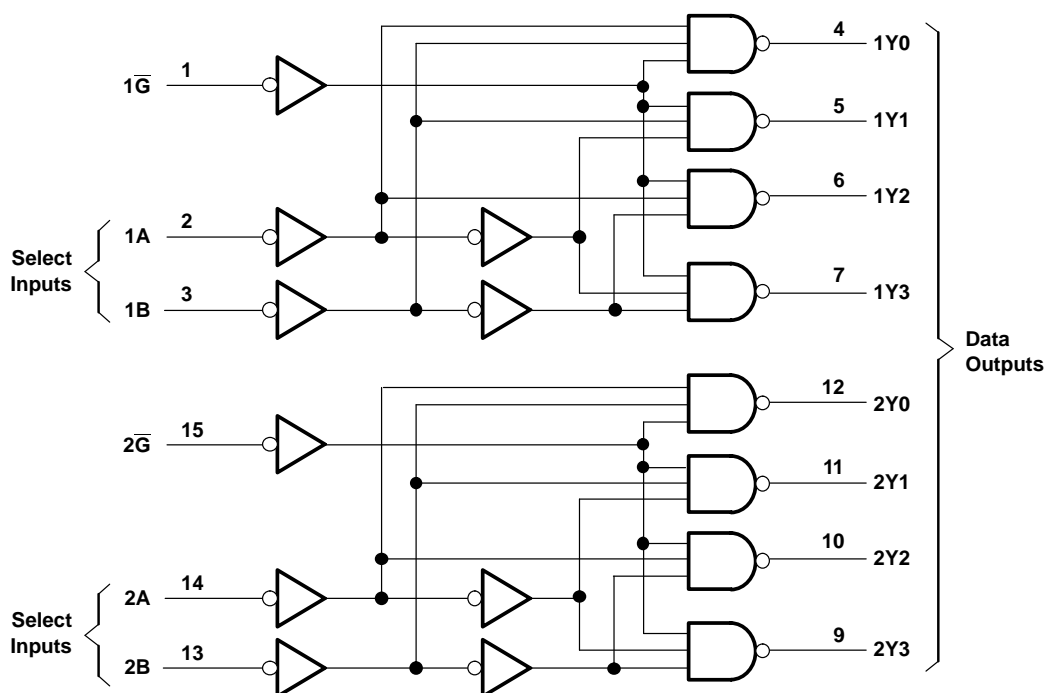 4 1Y0
1G̅ 1
5 1Y1
6 1Y2
1A 2
Select
Inputs
7 1Y3
1B 3
Data
Outputs
12 2Y0
2G̅ 15
11 2Y1
10 2Y2
2A 14
Select
Inputs
9 2Y3
2B 13